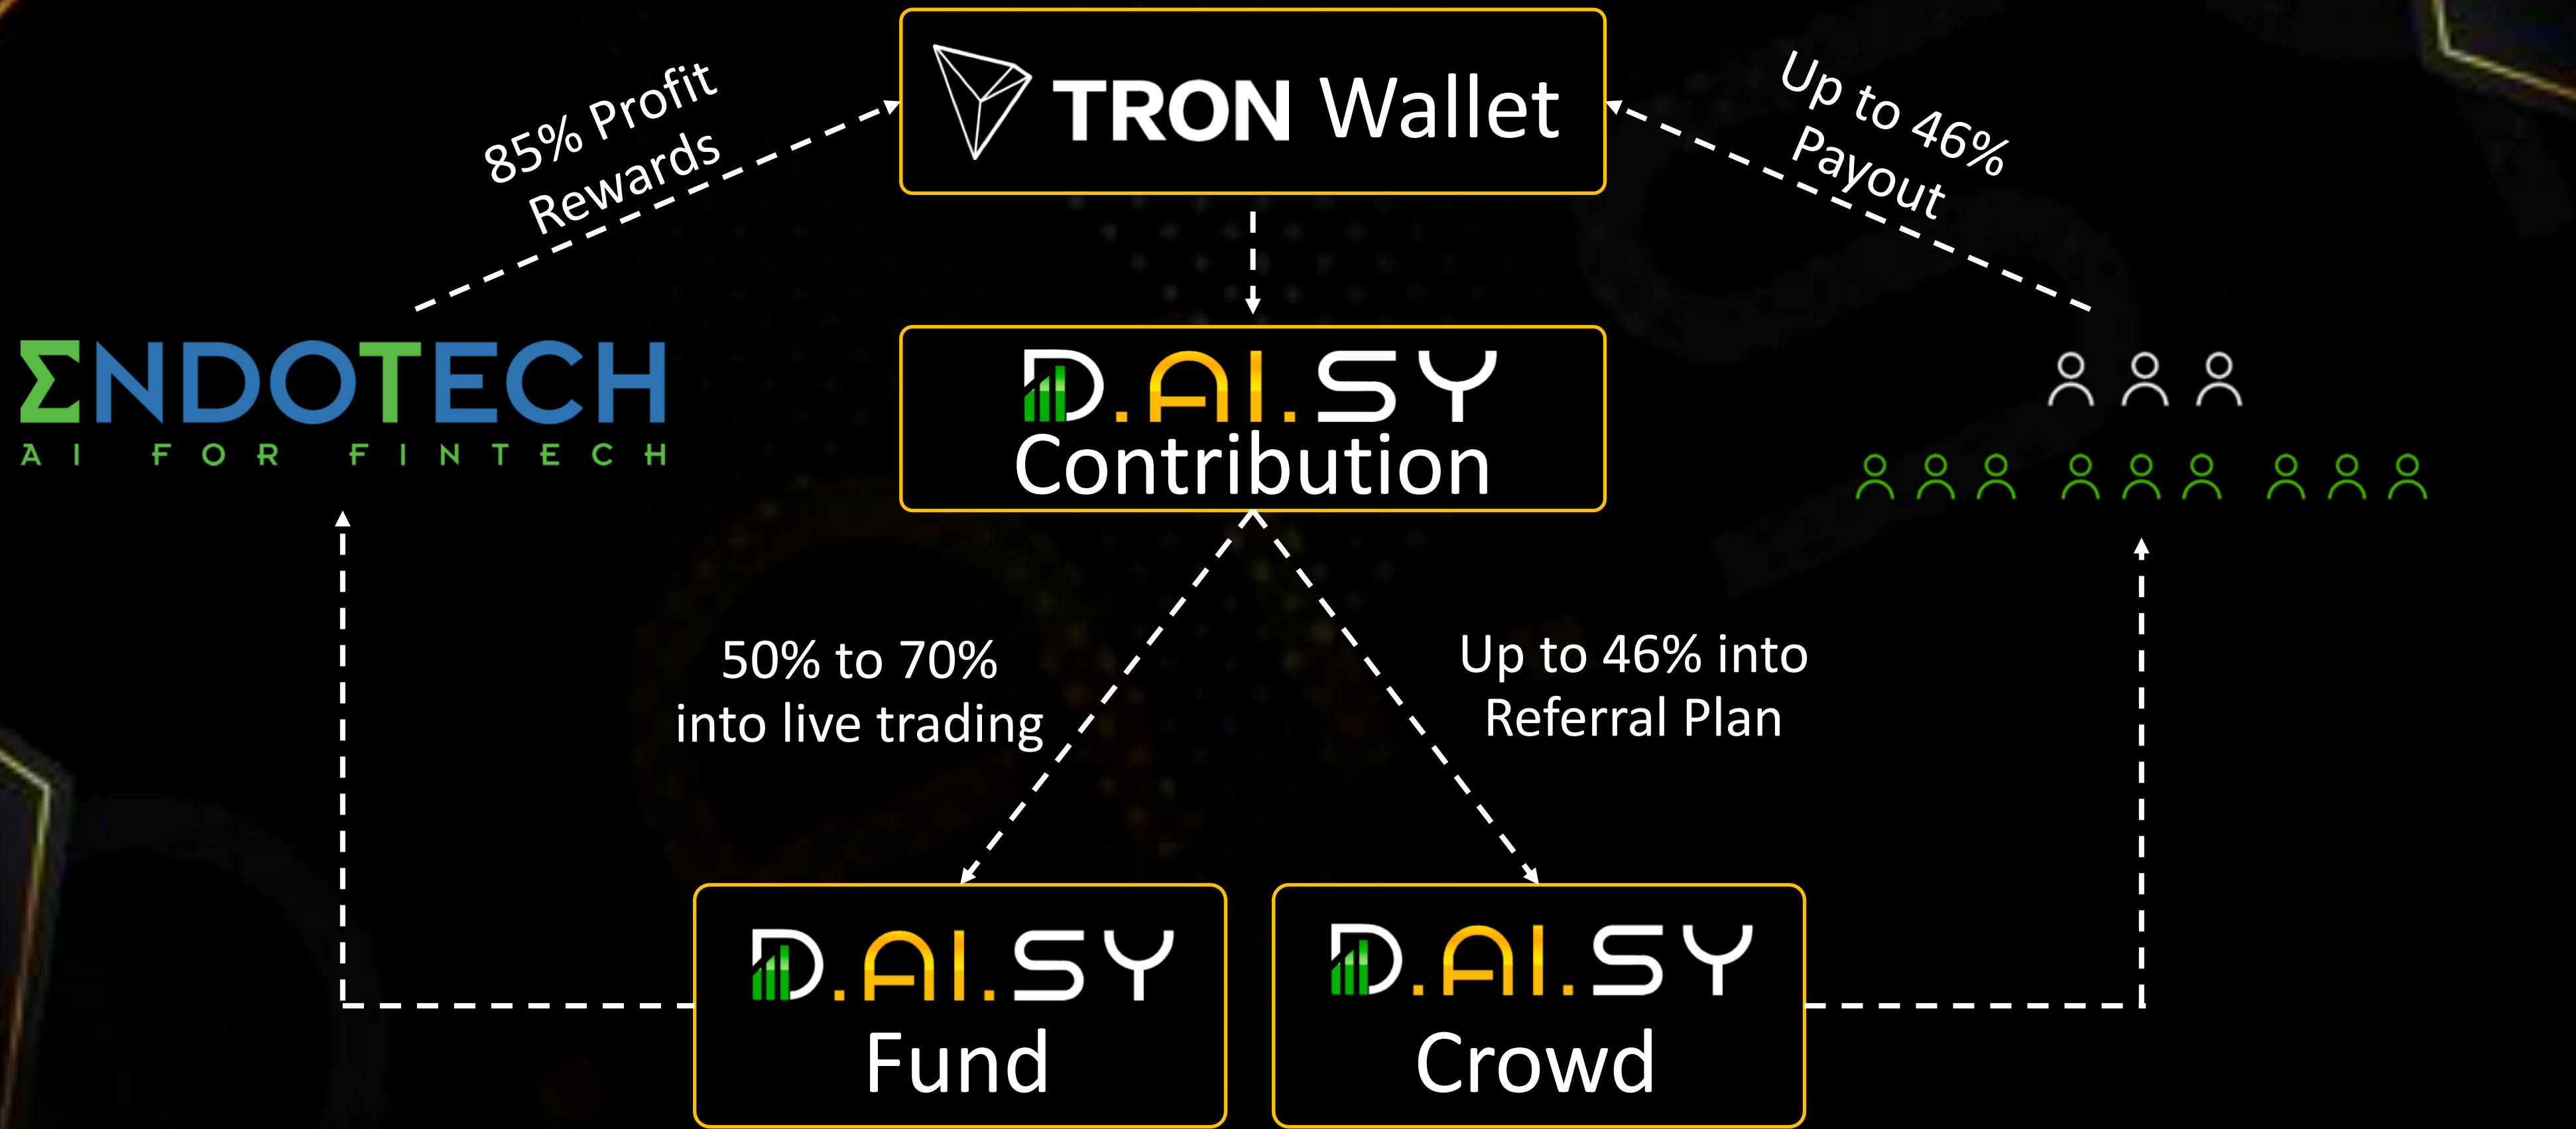 TRON Wallet
85% Profit
Rewards
Up to 46%
Payout
ΣNDOTECH
AI FOR FINTECH
D.AI.SY
Contribution
50% to 70%
into live trading
Up to 46% into
Referral Plan
D.AI.SY
Fund
D.AI.SY
Crowd